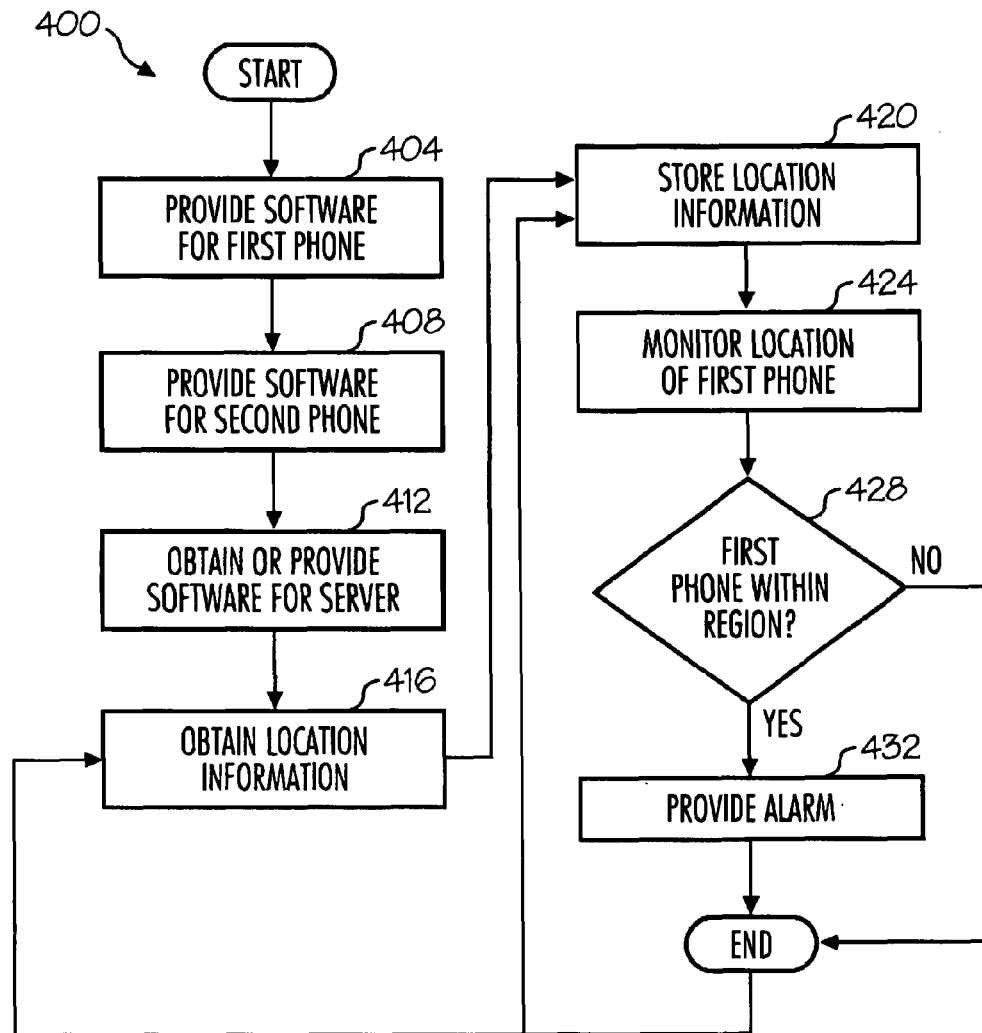 400
START
404
PROVIDE SOFTWARE
FOR FIRST PHONE
408
PROVIDE SOFTWARE
FOR SECOND PHONE
412
OBTAIN OR PROVIDE
SOFTWARE FOR SERVER
416
OBTAIN LOCATION
INFORMATION
420
STORE LOCATION
INFORMATION
424
MONITOR LOCATION
OF FIRST PHONE
428
FIRST
PHONE WITHIN
REGION?
NO
YES
432
PROVIDE ALARM
END